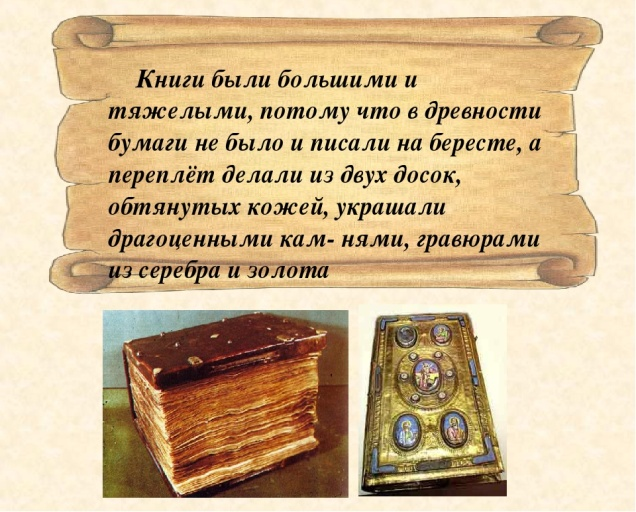 Книги были большими и
тяжелыми, потому что в древности
бумаги не было и писали на бересте, а
переплёт делали из двух досок,
обтянутых кожей, украшали
драгоценными кам- нями, гравюрами
из серебра и золота